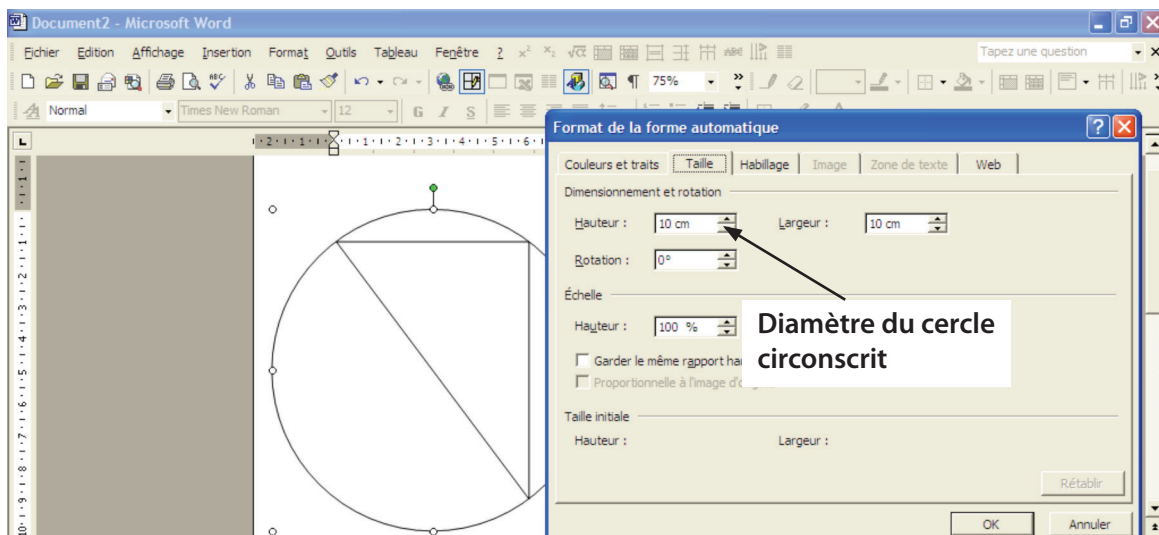 Document2 - Microsoft Word
Fichier Edition Affichage Insertion Format Outils Tableau Fenêtre ? Tapez une question
75%
Normal Times New Roman 12 G I S
Format de la forme automatique
Couleurs et traits Taille Habillage Image Zone de texte Web
Dimensionnement et rotation
Hauteur : 10 cm Largeur : 10 cm
Rotation : 0°
Échelle
Hauteur : 100 %
Diamètre du cercle
circonscrit
Garder le même rapport
Proportionnelle à l'image
Taille initiale
Hauteur : Largeur :
Rétablir
OK Annuler